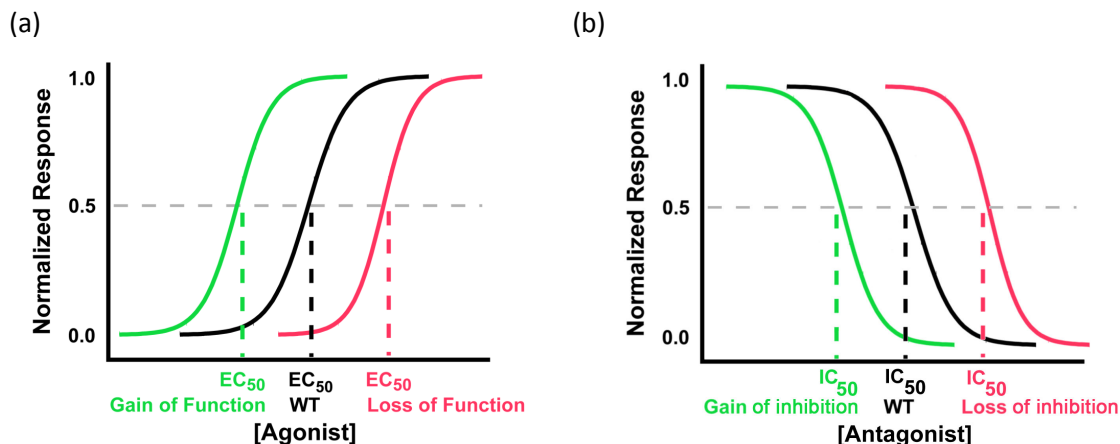 (a)
Normalized Response
1.0
0.5
0.0
EC50 EC50 EC50
Gain of Function WT Loss of Function
[Agonist]
(b)
Normalized Response
1.0
0.5
0.0
IC50 IC50 IC50
Gain of inhibition WT Loss of inhibition
[Antagonist]